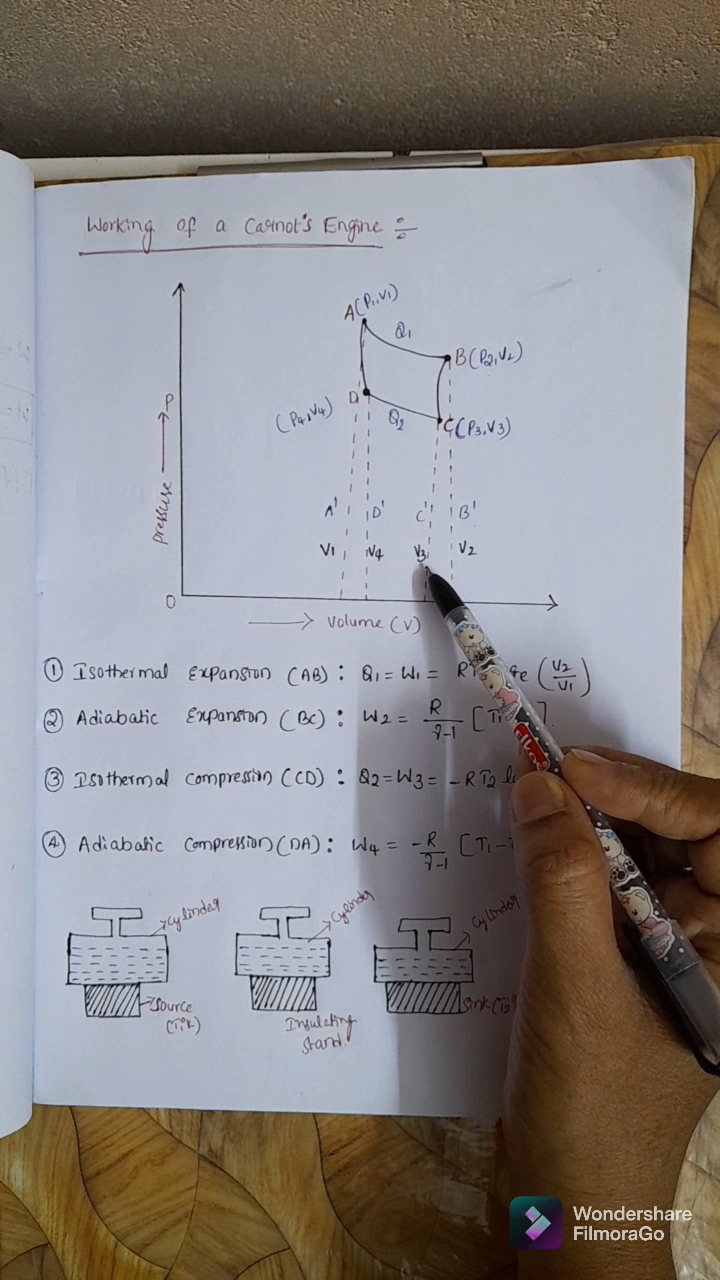 Working of a Carnot's Engine ÷
A(P1,V1)
Q1
B(P2,V2)
D
(P4,V4)
Q2
C(P3,V3)
Pressure ⟶ P
A' D' C' B'
V1 V4 V3 V2
O
⟶ Volume (V)
① Isothermal Expansion (AB) : Q1 = W1 = R (V2/V1)
② Adiabatic Expansion (BC) : W2 = R/γ-1 [T1 ].
③ Isothermal compression (CD) : Q2 = W3 = -RT2
④ Adiabatic Compression (DA) : W4 = -R/γ-1 [T1 -
Cylinder Cylinder Cylinder
Source (T1°K)
Insulating Stand.
Sink (T2
Wondershare
FilmoraGo